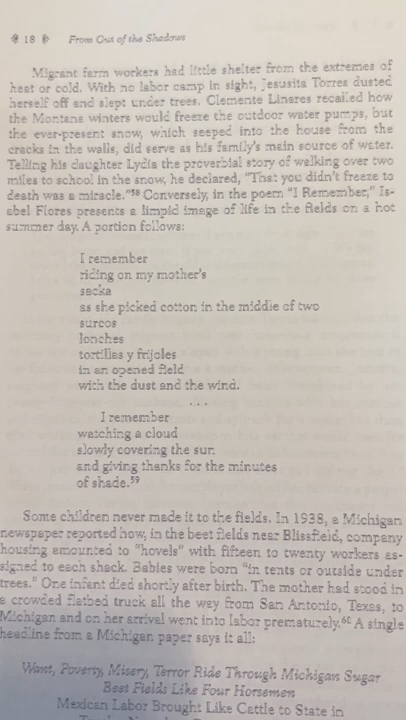 18 From Out of the Shadows
Migrant farm workers had little shelter from the extremes of
heat or cold. With no labor camp in sight, Jesusita Torres dusted
herself off and slept under trees. Clemente Linares recalled how
the Montana winters would freeze the outdoor water pumps, but
the ever-present snow, which seeped into the house from the
cracks in the walls, did serve as his family's main source of water.
Telling his daughter Lydia the proverbial story of walking over two
miles to school in the snow, he declared, "That you didn't freeze to
death was a miracle."58 Conversely, in the poem "I Remember," Is-
abel Flores presents a limpid image of life in the fields on a hot
summer day. A portion follows:
I remember
riding on my mother's
sacka
as she picked cotton in the middle of two
surcos
lonches
tortillas y frijoles
in an opened field
with the dust and the wind.
. . .
I remember
watching a cloud
slowly covering the sun
and giving thanks for the minutes
of shade.59
Some children never made it to the fields. In 1938, a Michigan
newspaper reported how, in the beet fields near Blissfield, company
housing amounted to "hovels" with fifteen to twenty workers as-
signed to each shack. Babies were born "in tents or outside under
trees." One infant died shortly after birth. The mother had stood in
a crowded flatbed truck all the way from San Antonio, Texas, to
Michigan and on her arrival went into labor prematurely.60 A single
headline from a Michigan paper says it all:
Want, Poverty, Misery, Terror Ride Through Michigan Sugar
Beet Fields Like Four Horsemen
Mexican Labor Brought Like Cattle to State in